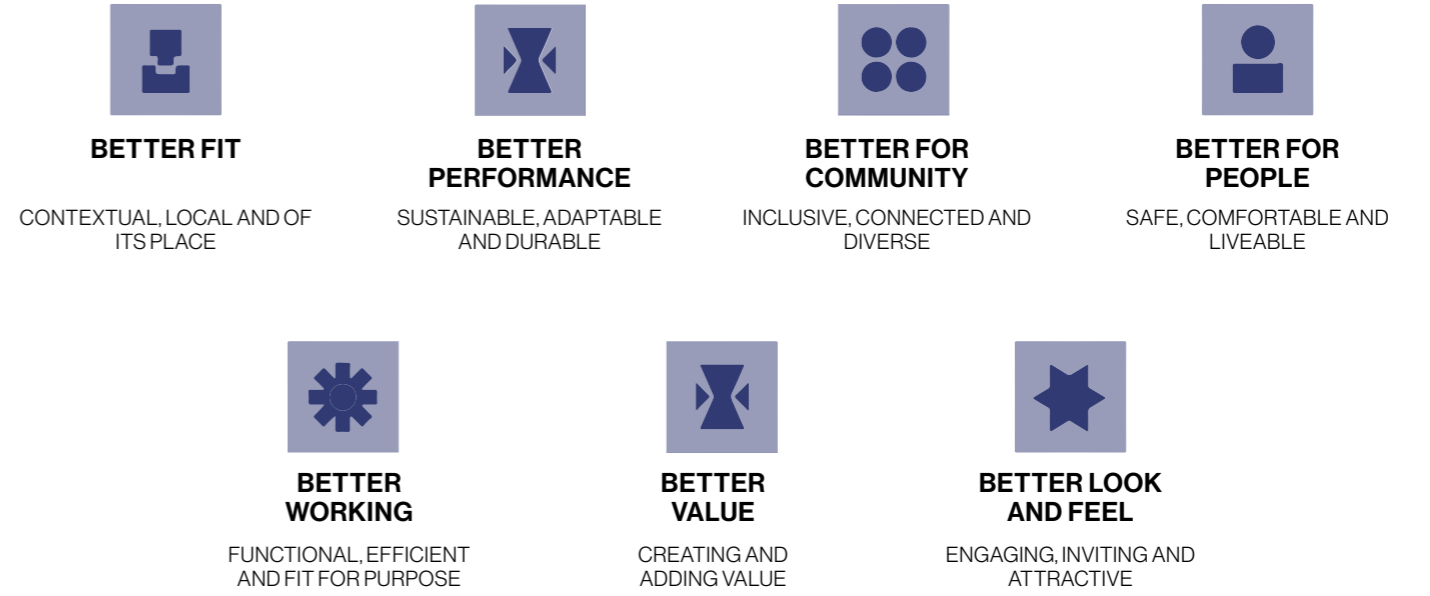 BETTER FIT
CONTEXTUAL, LOCAL AND OF
ITS PLACE
BETTER
PERFORMANCE
SUSTAINABLE, ADAPTABLE
AND DURABLE
BETTER FOR
COMMUNITY
INCLUSIVE, CONNECTED AND
DIVERSE
BETTER FOR
PEOPLE
SAFE, COMFORTABLE AND
LIVEABLE
BETTER
WORKING
FUNCTIONAL, EFFICIENT
AND FIT FOR PURPOSE
BETTER
VALUE
CREATING AND
ADDING VALUE
BETTER LOOK
AND FEEL
ENGAGING, INVITING AND
ATTRACTIVE